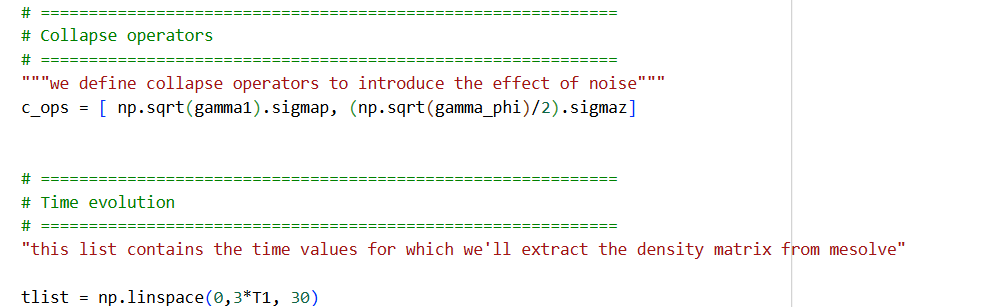 # ============================================================
# Collapse operators
# ============================================================
"""we define collapse operators to introduce the effect of noise"""
c_ops = [ np.sqrt(gamma1).sigmap, (np.sqrt(gamma_phi)/2).sigmaz]
# ============================================================
# Time evolution
# ============================================================
"this list contains the time values for which we'll extract the density matrix from mesolve"
tlist = np.linspace(0,3*T1, 30)